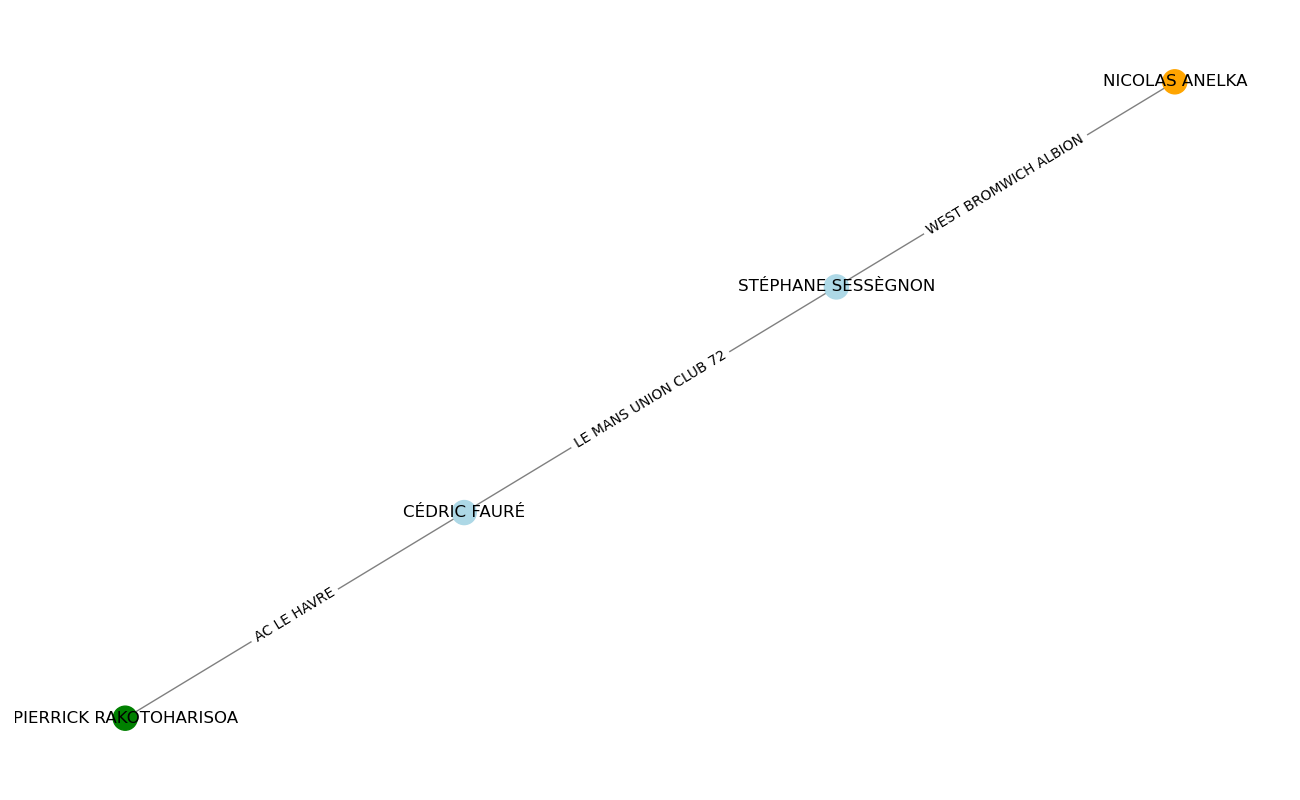 NICOLAS ANELKA
WEST BROMWICH ALBION
STÉPHANE SESSÈGNON
LE MANS UNION CLUB 72
CÉDRIC FAURÉ
AC LE HAVRE
PIERRICK RAKOTOHARISOA